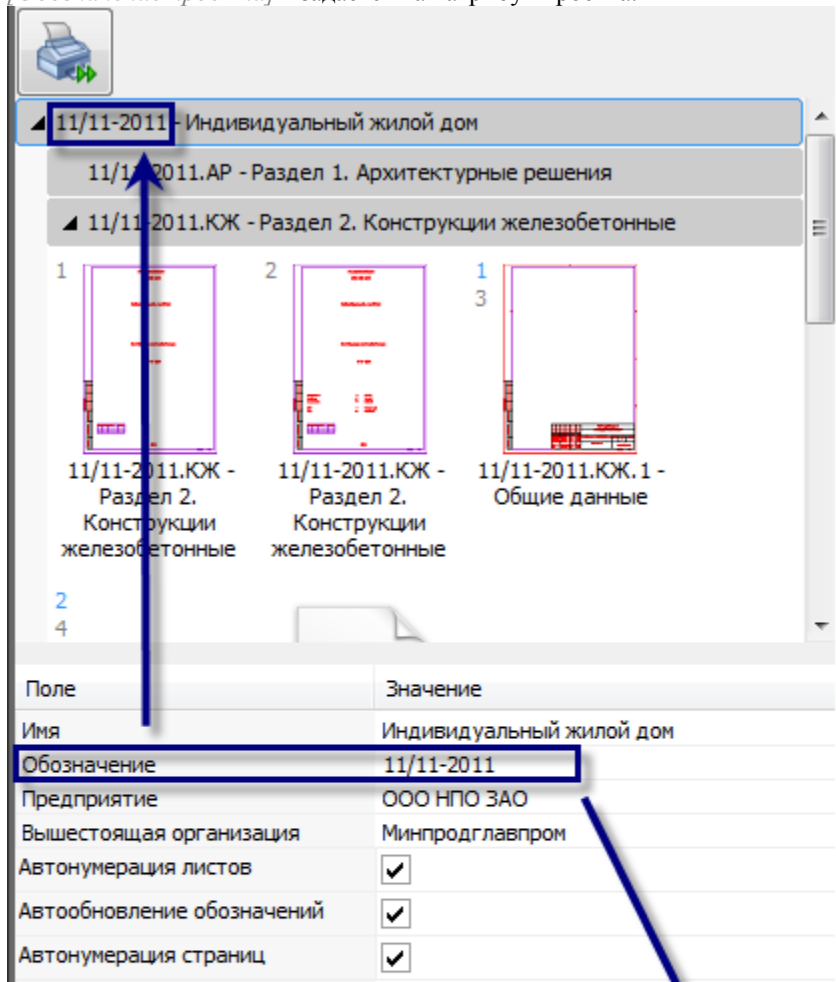 11/11-2011 - Индивидуальный жилой дом
11/11-2011.АР - Раздел 1. Архитектурные решения
11/11-2011.КЖ - Раздел 2. Конструкции железобетонные
1 2 1
3
11/11-2011.КЖ - 11/11-2011.КЖ - 11/11-2011.КЖ.1 -
Раздел 2. Раздел 2. Общие данные
Конструкции Конструкции
железобетонные железобетонные
2
4
Поле Значение
Имя Индивидуальный жилой дом
Обозначение 11/11-2011
Предприятие ООО НПО ЗАО
Вышестоящая организация Минпродглавпром
Автонумерация листов
Автообновление обозначений
Автонумерация страниц